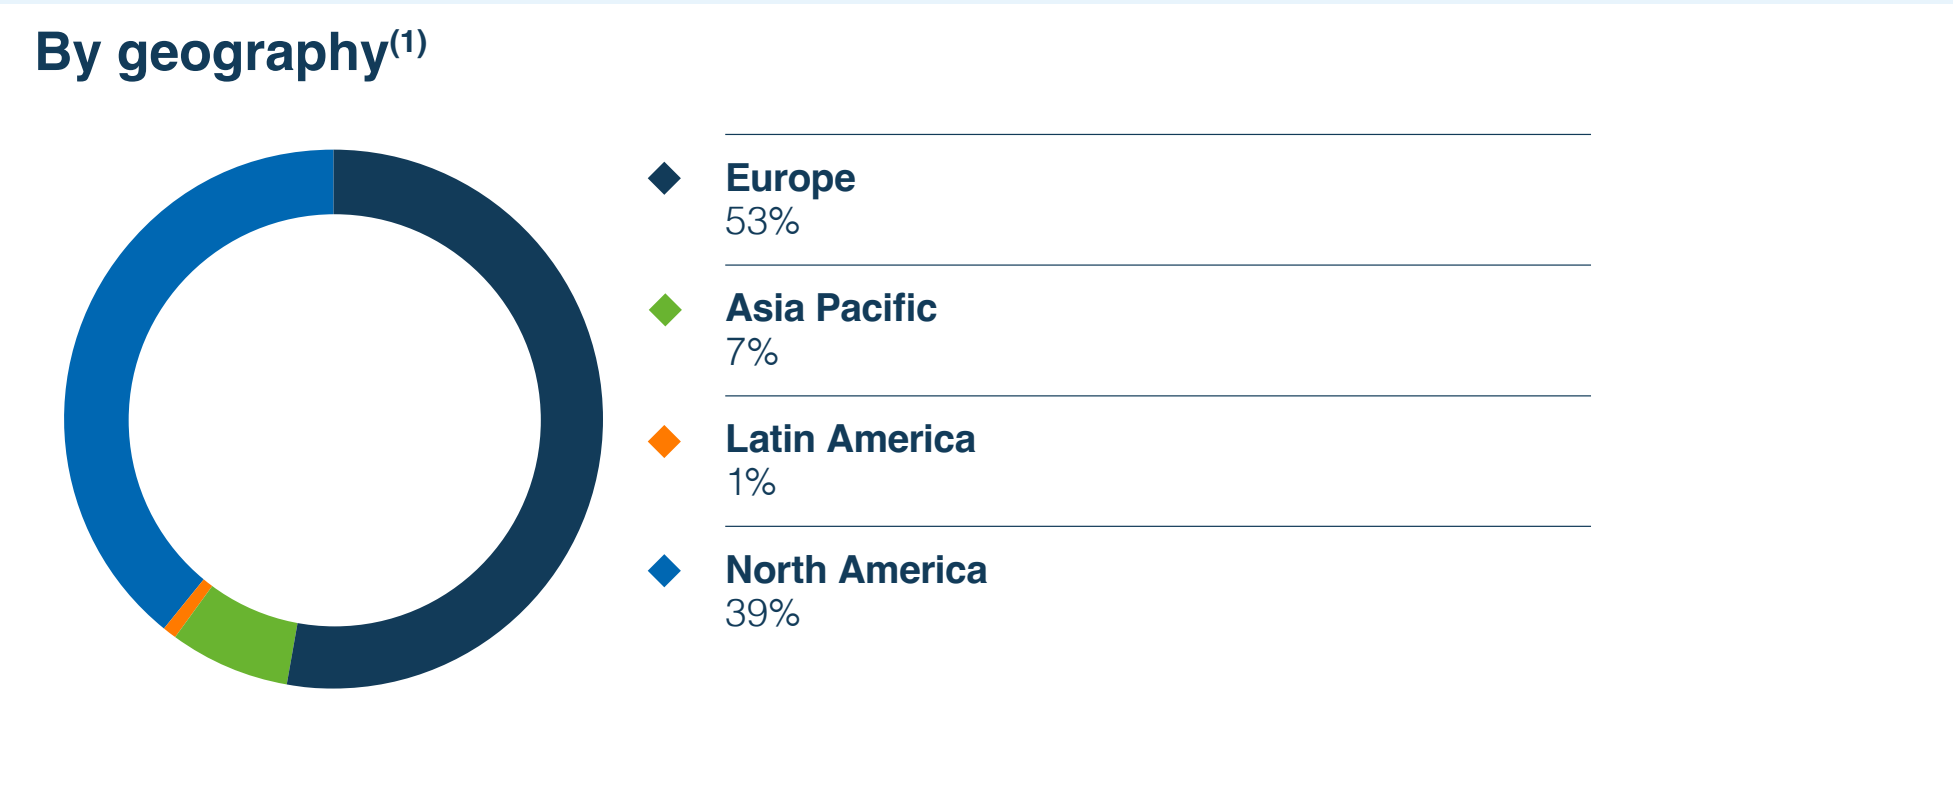 By geography(1)
Europe
53%
Asia Pacific
7%
Latin America
1%
North America
39%